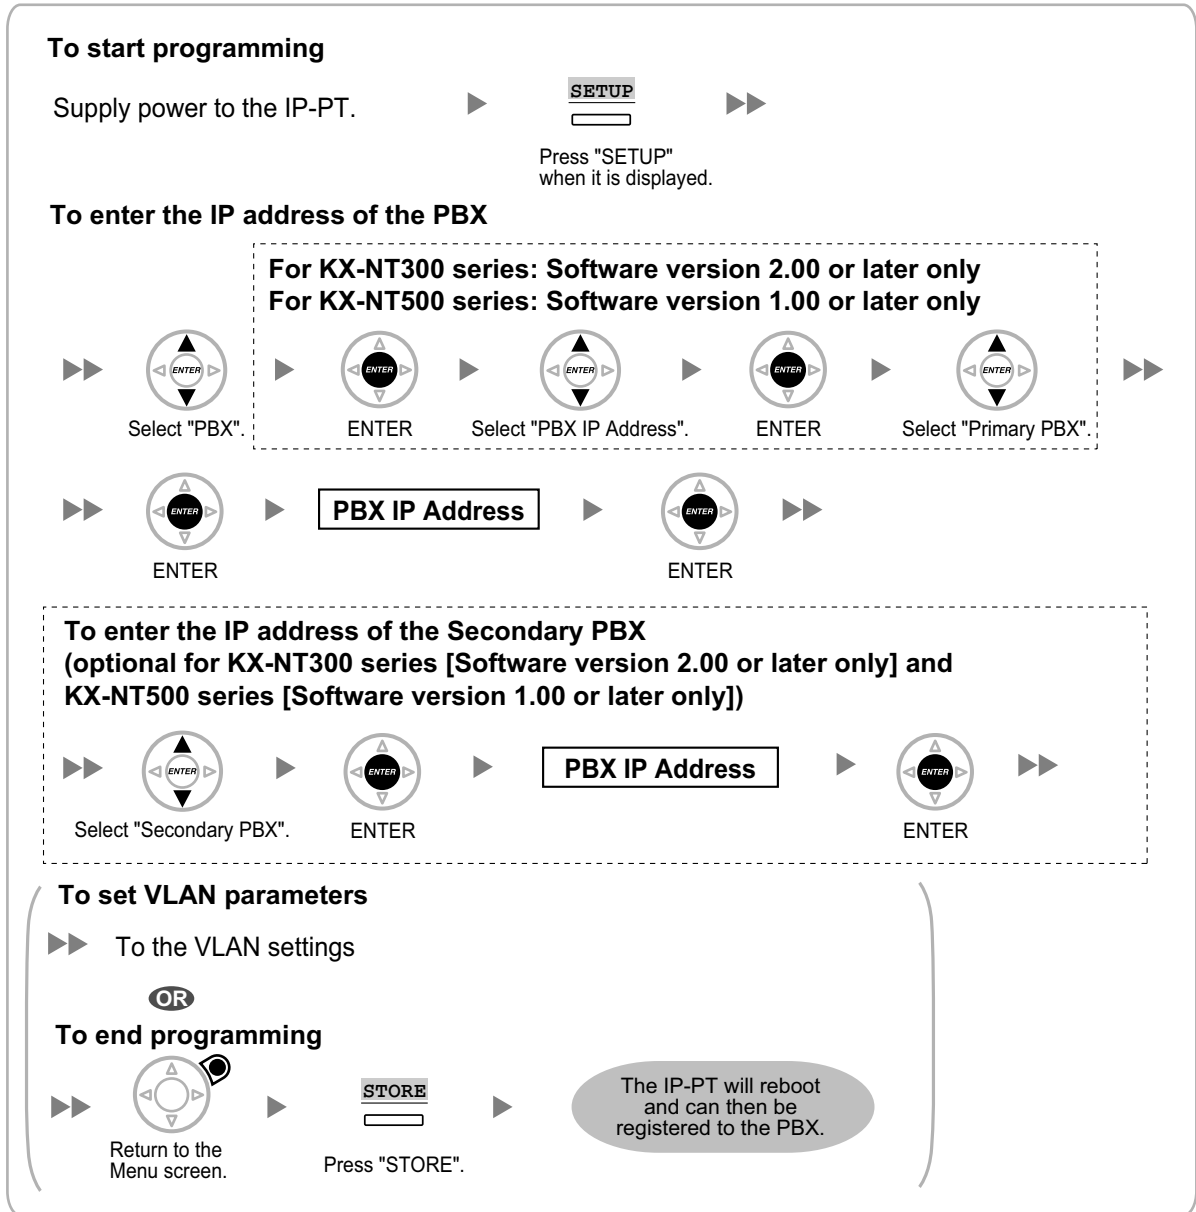 To start programming
Supply power to the IP-PT.
SETUP
Press "SETUP"
when it is displayed.
To enter the IP address of the PBX
For KX-NT300 series: Software version 2.00 or later only
For KX-NT500 series: Software version 1.00 or later only
ENTER
ENTER
ENTER
ENTER
ENTER
Select "PBX".
ENTER
Select "PBX IP Address".
ENTER
Select "Primary PBX".
ENTER
PBX IP Address
ENTER
ENTER
ENTER
To enter the IP address of the Secondary PBX
(optional for KX-NT300 series [Software version 2.00 or later only] and
KX-NT500 series [Software version 1.00 or later only])
ENTER
ENTER
PBX IP Address
ENTER
Select "Secondary PBX".
ENTER
ENTER
To set VLAN parameters
To the VLAN settings
OR
To end programming
Return to the
Menu screen.
STORE
Press "STORE".
The IP-PT will reboot
and can then be
registered to the PBX.